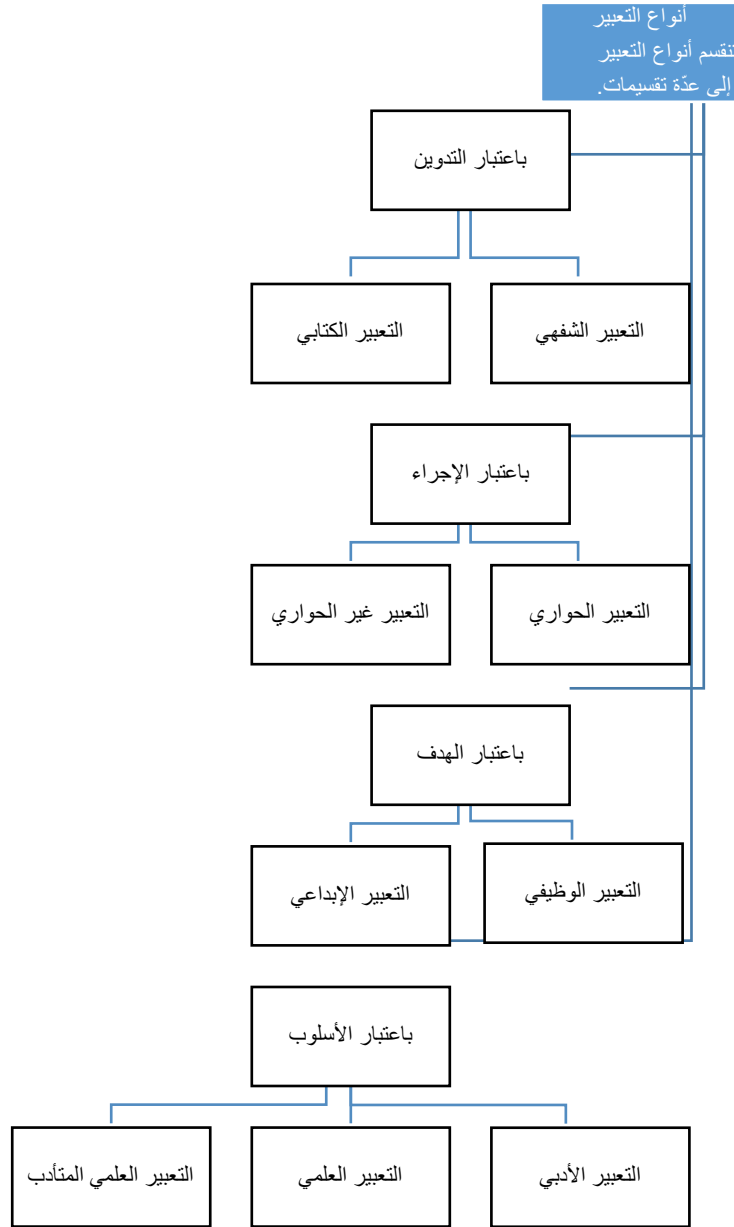 أنواع التعبير
تنقسم أنواع التعبير
إلى عدّة تقسيمات.
باعتبار التدوين
التعبير الشفهي
التعبير الكتابي
باعتبار الإجراء
التعبير الحواري
التعبير غير الحواري
باعتبار الهدف
التعبير الوظيفي
التعبير الإبداعي
باعتبار الأسلوب
التعبير الأدبي
التعبير العلمي
التعبير العلمي المتأدب